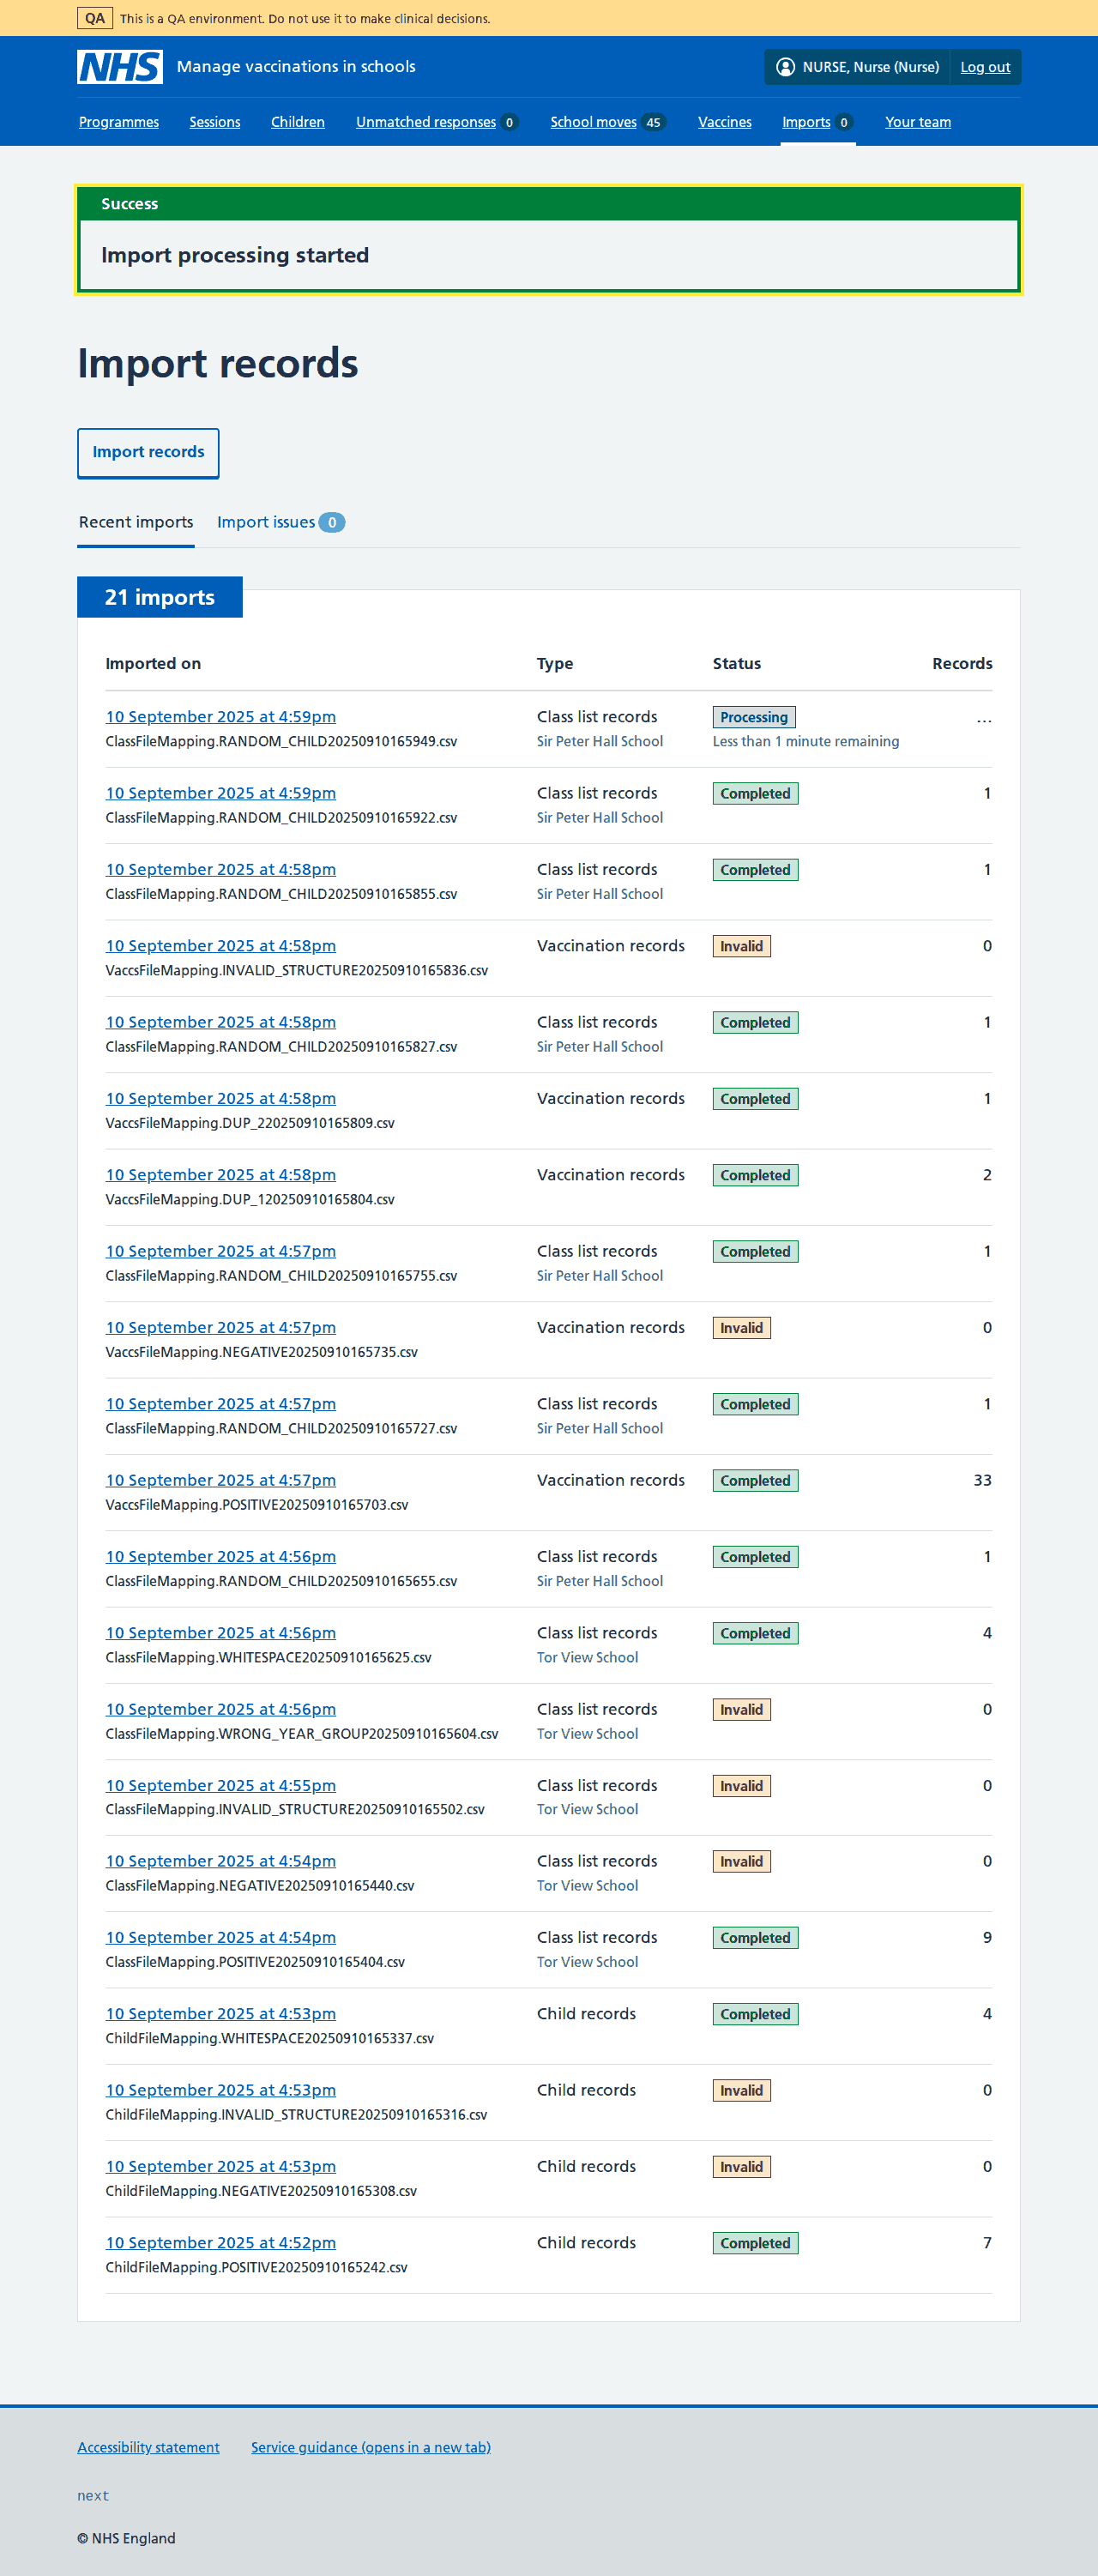 QA This is a QA environment. Do not use it to make clinical decisions.
NHS Manage vaccinations in schools NURSE, Nurse (Nurse) Log out
Programmes Sessions Children Unmatched responses 0 School moves 45 Vaccines Imports 0 Your team
Success
Import processing started
Import records
Import records
Recent imports Import issues 0
21 imports
Imported on Type Status Records
10 September 2025 at 4:59pm Class list records Processing ...
ClassFileMapping.RANDOM_CHILD20250910165949.csv Sir Peter Hall School Less than 1 minute remaining
10 September 2025 at 4:59pm Class list records Completed 1
ClassFileMapping.RANDOM_CHILD20250910165922.csv Sir Peter Hall School
10 September 2025 at 4:58pm Class list records Completed 1
ClassFileMapping.RANDOM_CHILD20250910165855.csv Sir Peter Hall School
10 September 2025 at 4:58pm Vaccination records Invalid 0
VaccsFileMapping.INVALID_STRUCTURE20250910165836.csv
10 September 2025 at 4:58pm Class list records Completed 1
ClassFileMapping.RANDOM_CHILD20250910165827.csv Sir Peter Hall School
10 September 2025 at 4:58pm Vaccination records Completed 1
VaccsFileMapping.DUP_220250910165809.csv
10 September 2025 at 4:58pm Vaccination records Completed 2
VaccsFileMapping.DUP_120250910165804.csv
10 September 2025 at 4:57pm Class list records Completed 1
ClassFileMapping.RANDOM_CHILD20250910165755.csv Sir Peter Hall School
10 September 2025 at 4:57pm Vaccination records Invalid 0
VaccsFileMapping.NEGATIVE20250910165735.csv
10 September 2025 at 4:57pm Class list records Completed 1
ClassFileMapping.RANDOM_CHILD20250910165727.csv Sir Peter Hall School
10 September 2025 at 4:57pm Vaccination records Completed 33
VaccsFileMapping.POSITIVE20250910165703.csv
10 September 2025 at 4:56pm Class list records Completed 1
ClassFileMapping.RANDOM_CHILD20250910165655.csv Sir Peter Hall School
10 September 2025 at 4:56pm Class list records Completed 4
ClassFileMapping.WHITESPACE20250910165625.csv Tor View School
10 September 2025 at 4:56pm Class list records Invalid 0
ClassFileMapping.WRONG_YEAR_GROUP20250910165604.csv Tor View School
10 September 2025 at 4:55pm Class list records Invalid 0
ClassFileMapping.INVALID_STRUCTURE20250910165502.csv Tor View School
10 September 2025 at 4:54pm Class list records Invalid 0
ClassFileMapping.NEGATIVE20250910165440.csv Tor View School
10 September 2025 at 4:54pm Class list records Completed 9
ClassFileMapping.POSITIVE20250910165404.csv Tor View School
10 September 2025 at 4:53pm Child records Completed 4
ChildFileMapping.WHITESPACE20250910165337.csv
10 September 2025 at 4:53pm Child records Invalid 0
ChildFileMapping.INVALID_STRUCTURE20250910165316.csv
10 September 2025 at 4:53pm Child records Invalid 0
ChildFileMapping.NEGATIVE20250910165308.csv
10 September 2025 at 4:52pm Child records Completed 7
ChildFileMapping.POSITIVE20250910165242.csv
Accessibility statement Service guidance (opens in a new tab)
next
© NHS England